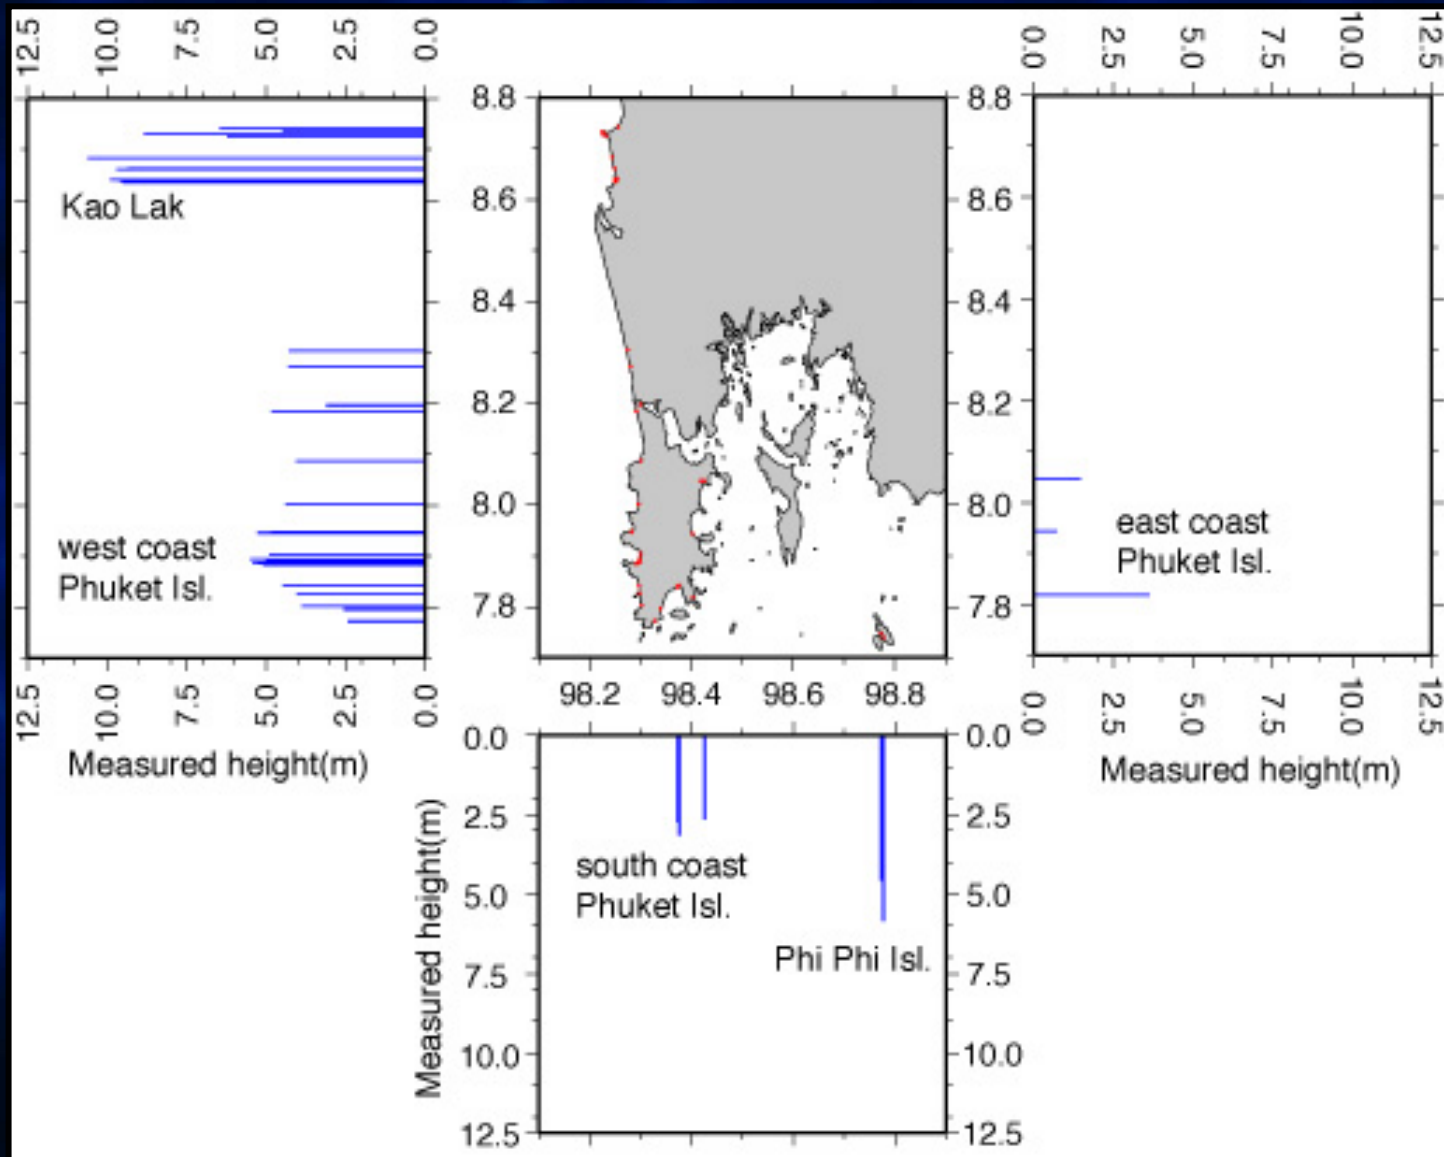 12.5 10.0 7.5 5.0 2.5 0.0
0.0 2.5 5.0 7.5 10.0 12.5
8.8 8.8
8.6 8.6
8.4 8.4
8.2 8.2
8.0 8.0
7.8 7.8
Kao Lak
west coast
Phuket Isl.
east coast
Phuket Isl.
12.5 10.0 7.5 5.0 2.5 0.0
98.2 98.4 98.6 98.8
0.0 2.5 5.0 7.5 10.0 12.5
Measured height(m)
Measured height(m)
Measured height(m)
0.0 0.0
2.5 2.5
5.0 5.0
7.5 7.5
10.0 10.0
12.5 12.5
south coast
Phuket Isl.
Phi Phi Isl.